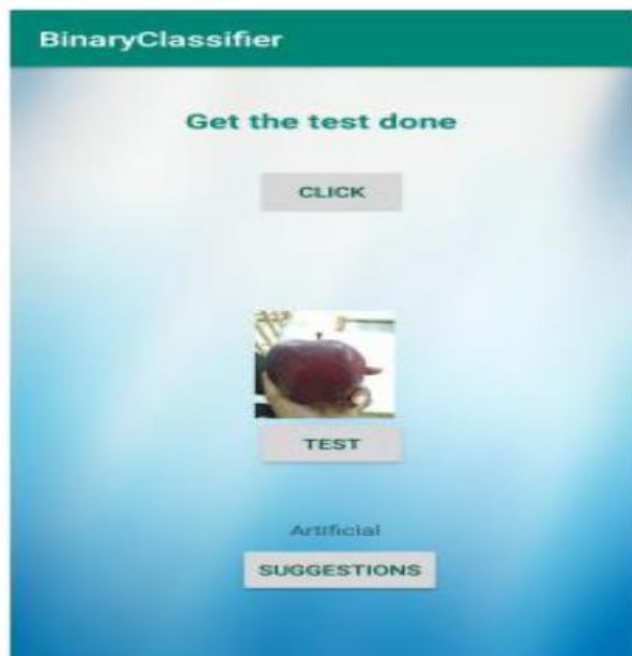 BinaryClassifier
Get the test done
CLICK
TEST
Artificial
SUGGESTIONS